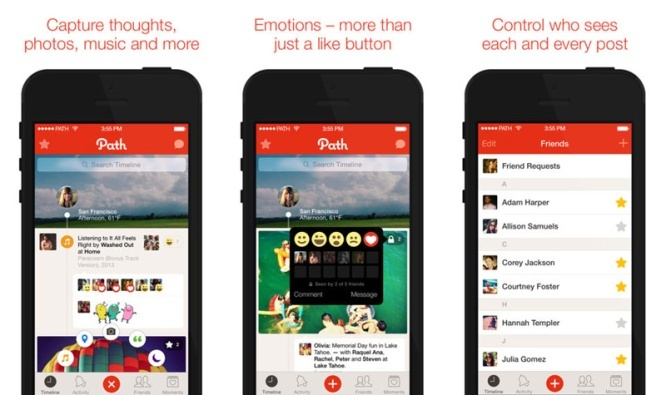 Capture thoughts,
photos, music and more
PATH 3:55 PM
Path
Search Timeline
San Francisco
Afternoon, 61°F
Listening to It All Feels
Right by Washed Out
at Home
Paracosm (Bonus Track
Version), 2013
2
Timeline Activity Friends Moments
Emotions – more than
just a like button
PATH 3:55 PM
Path
Search Timeline
San Francisco
Afternoon, 61°F
2
Seen by 2 of 5 friends
Comment Message
Olivia: Memorial Day fun in Lake
Tahoe. — with Raquel Ana,
Rachel, Peter and Steven at
Lake Tahoe.
Timeline Activity Friends Moments
Control who sees
each and every post
PATH 3:55 PM
Edit Friends +
Friend Requests
A
Adam Harper
Allison Samuels
C
Corey Jackson
Courtney Foster
H
Hannah Templer
J
Julia Gomez
Timeline Activity Friends Moments